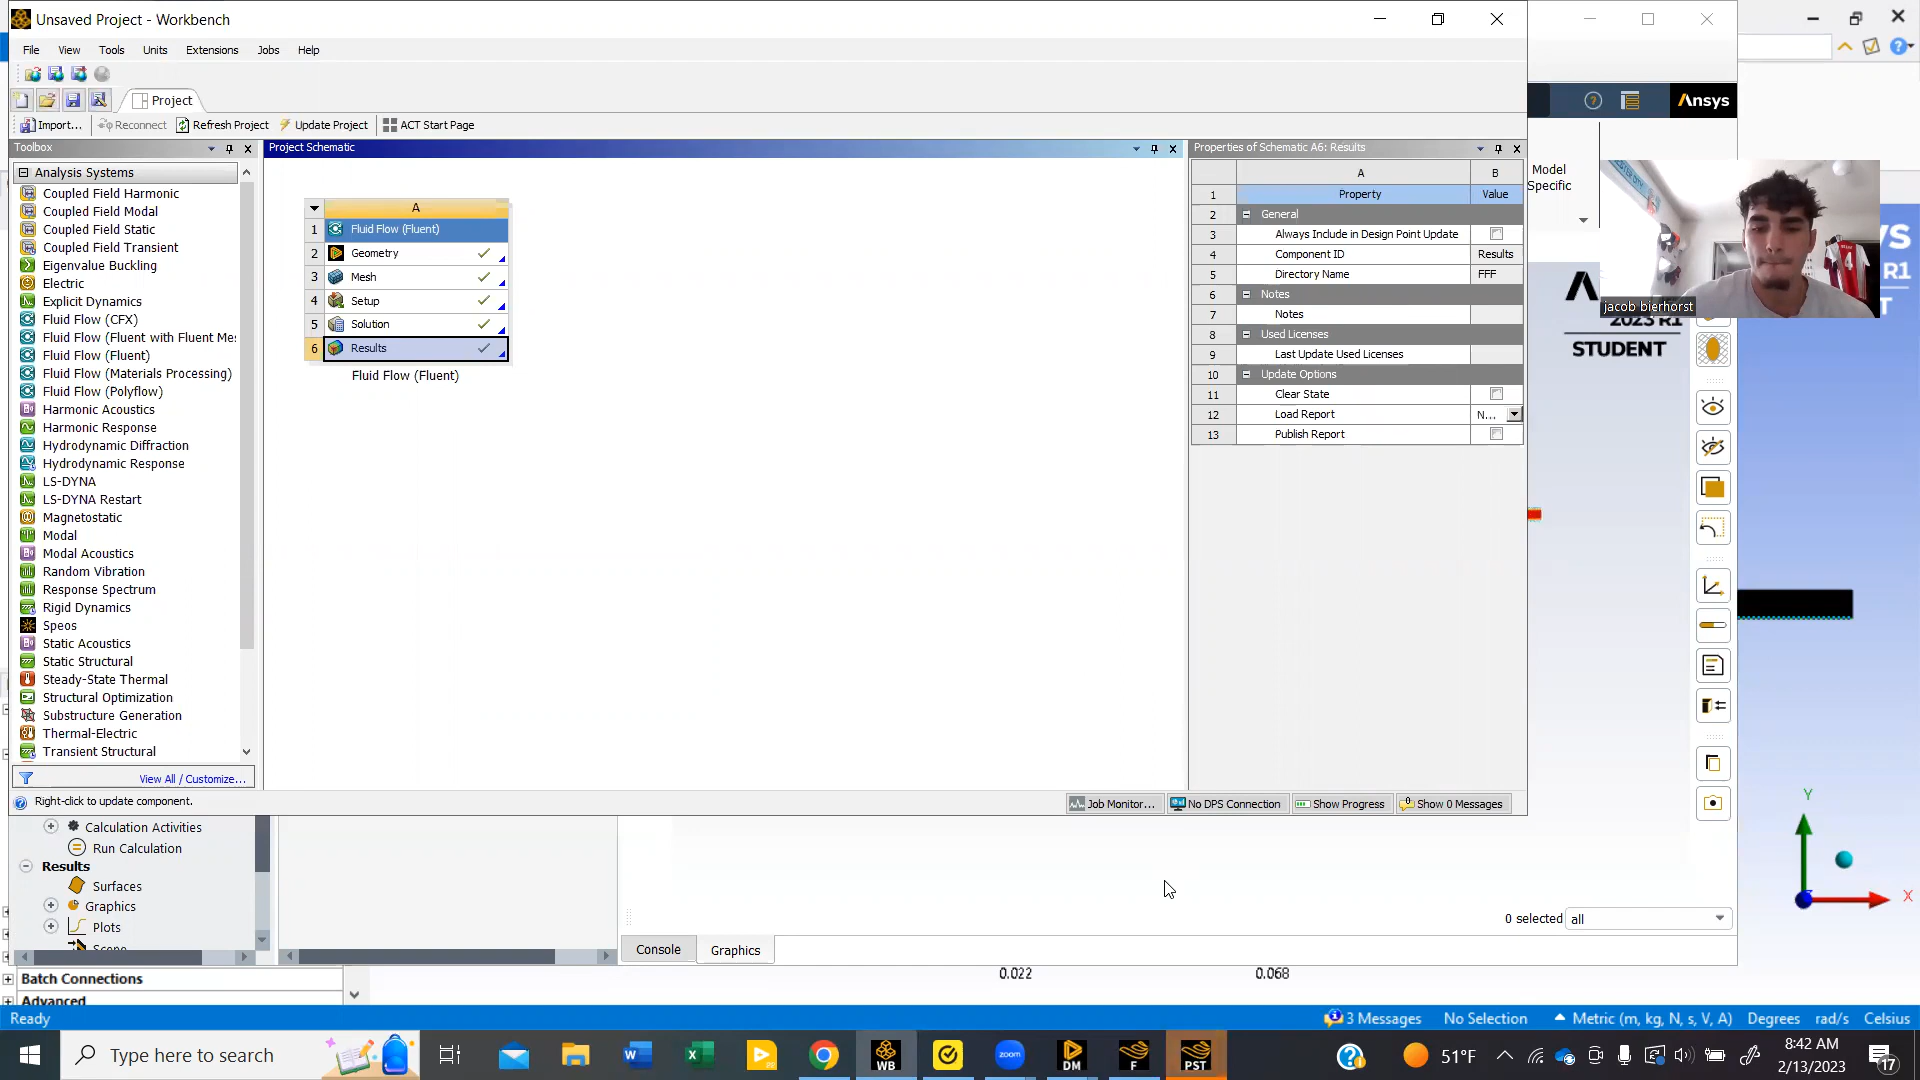 Unsaved Project - Workbench
File View Tools Units Extensions Jobs Help
Project
Import... Reconnect Refresh Project Update Project ACT Start Page
Toolbox
Analysis Systems
Coupled Field Harmonic
Coupled Field Modal
Coupled Field Static
Coupled Field Transient
Eigenvalue Buckling
Electric
Explicit Dynamics
Fluid Flow (CFX)
Fluid Flow (Fluent with Fluent Me:
Fluid Flow (Fluent)
Fluid Flow (Materials Processing)
Fluid Flow (Polyflow)
Harmonic Acoustics
Harmonic Response
Hydrodynamic Diffraction
Hydrodynamic Response
LS-DYNA
LS-DYNA Restart
Magnetostatic
Modal
Modal Acoustics
Random Vibration
Response Spectrum
Rigid Dynamics
Speos
Static Acoustics
Static Structural
Steady-State Thermal
Structural Optimization
Substructure Generation
Thermal-Electric
Transient Structural
View All / Customize...
Right-click to update component.
Project Schematic
A
1 Fluid Flow (Fluent)
2 Geometry
3 Mesh
4 Setup
5 Solution
6 Results
Fluid Flow (Fluent)
Properties of Schematic A6: Results
A B
1 Property Value
2 General
3 Always Include in Design Point Update
4 Component ID Results
5 Directory Name FFF
6 Notes
7 Notes
8 Used Licenses
9 Last Update Used Licenses
10 Update Options
11 Clear State
12 Load Report N...
13 Publish Report
Job Monitor... No DPS Connection Show Progress Show 0 Messages
Ansys
Model
Specific
jacob bierhorst
2023 R1
STUDENT
YS
R1
T
Calculation Activities
Run Calculation
Results
Surfaces
Graphics
Plots
Scene
Batch Connections
Advanced
0 selected all
Console Graphics
0.022 0.068
Y
X
Ready 3 Messages No Selection Metric (m, kg, N, s, V, A) Degrees rad/s Celsius
Type here to search
WB
zoom
DM
F
PST
51°F
8:42 AM
2/13/2023
17